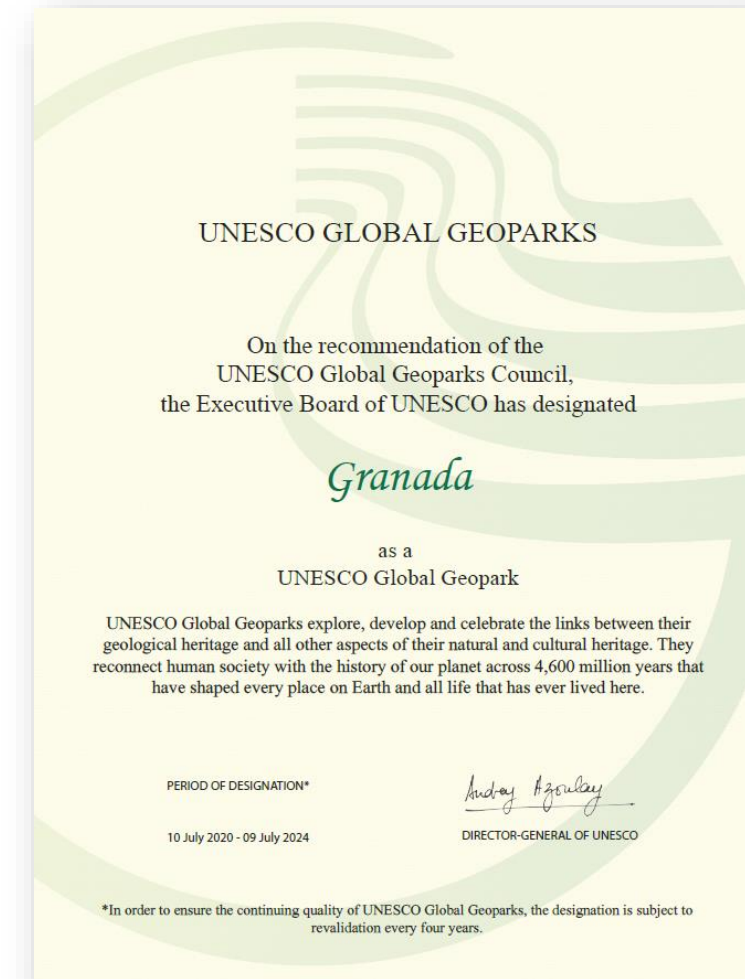 UNESCO GLOBAL GEOPARKS
On the recommendation of the
UNESCO Global Geoparks Council,
the Executive Board of UNESCO has designated
Granada
as a
UNESCO Global Geopark
UNESCO Global Geoparks explore, develop and celebrate the links between their
geological heritage and all other aspects of their natural and cultural heritage. They
reconnect human society with the history of our planet across 4,600 million years that
have shaped every place on Earth and all life that has ever lived here.
PERIOD OF DESIGNATION*
Audrey Azoulay
10 July 2020 - 09 July 2024
DIRECTOR-GENERAL OF UNESCO
*In order to ensure the continuing quality of UNESCO Global Geoparks, the designation is subject to
revalidation every four years.